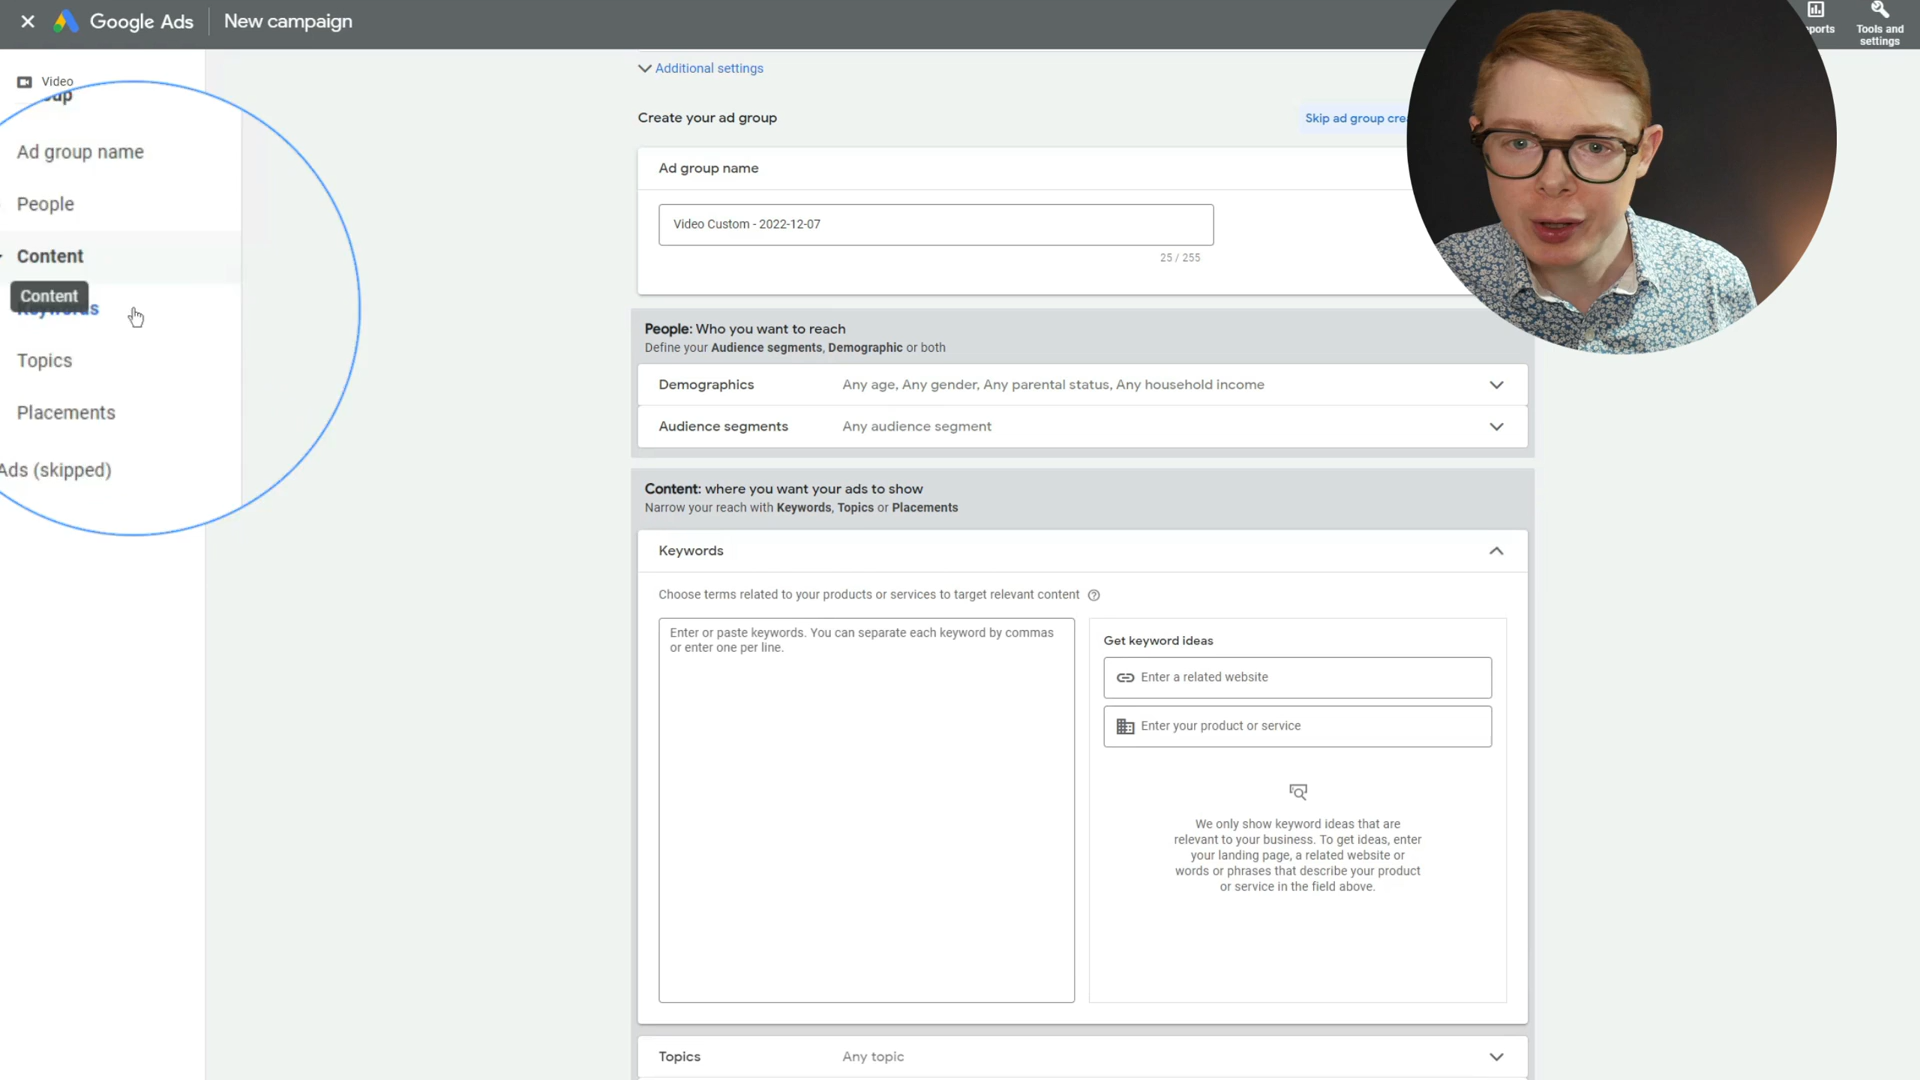 Google Ads
New campaign
Tools and
settings
Video
Additional settings
Create your ad group
Skip ad group
Ad group name
Ad group name
People
Video Custom - 2022-12-07
Content
25 / 255
Content
Keywords
People: Who you want to reach
Define your Audience segments, Demographic or both
Topics
Demographics
Any age, Any gender, Any parental status, Any household income
Placements
Audience segments
Any audience segment
Ads (skipped)
Content: where you want your ads to show
Narrow your reach with Keywords, Topics or Placements
Keywords
Choose terms related to your products or services to target relevant content
Enter or paste keywords. You can separate each keyword by commas
or enter one per line.
Get keyword ideas
Enter a related website
Enter your product or service
We only show keyword ideas that are
relevant to your business. To get ideas, enter
your landing page, a related website or
words or phrases that describe your product
or service in the field above.
Topics
Any topic